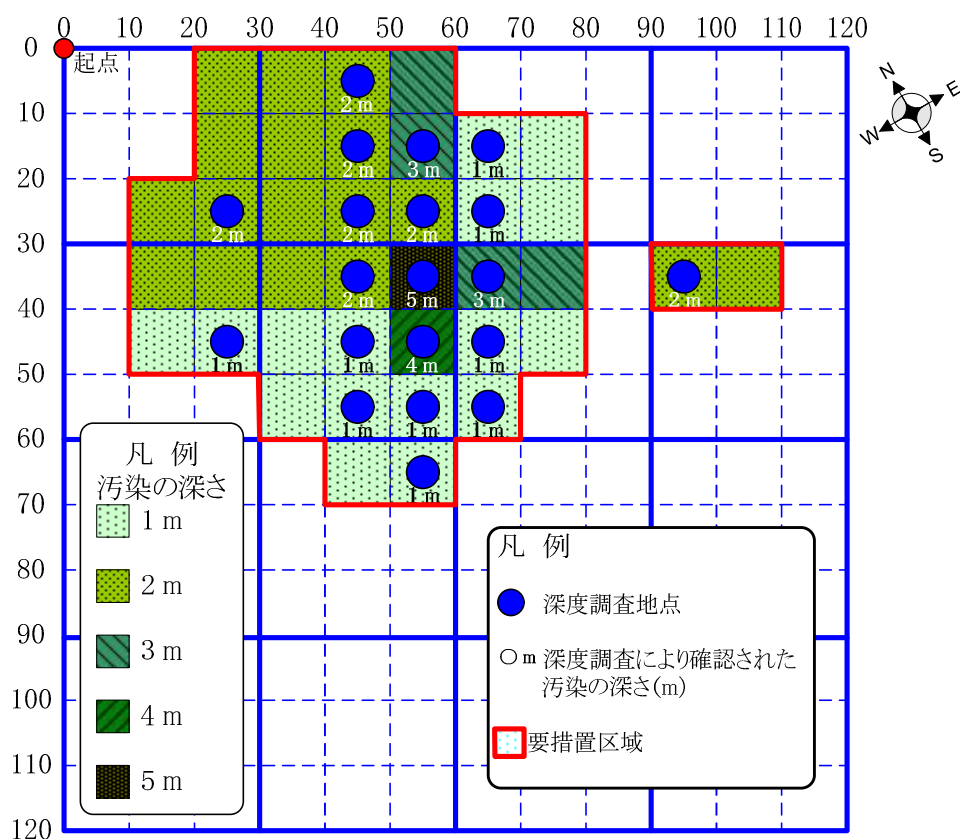 0 10 20 30 40 50 60 70 80 90 100 110 120
0
起点
N
E
W
S
2 m
10
2 m 3 m 1 m
20
2 m 2 m 2 m 1 m
30
2 m 5 m 3 m 2 m
40
1 m 1 m 4 m 1 m
50
1 m 1 m 1 m
60
1 m
70
80
90
100
110
120
凡 例
汚染の深さ
1 m
2 m
3 m
4 m
5 m
凡 例
深度調査地点
○m 深度調査により確認された
汚染の深さ(m)
要措置区域